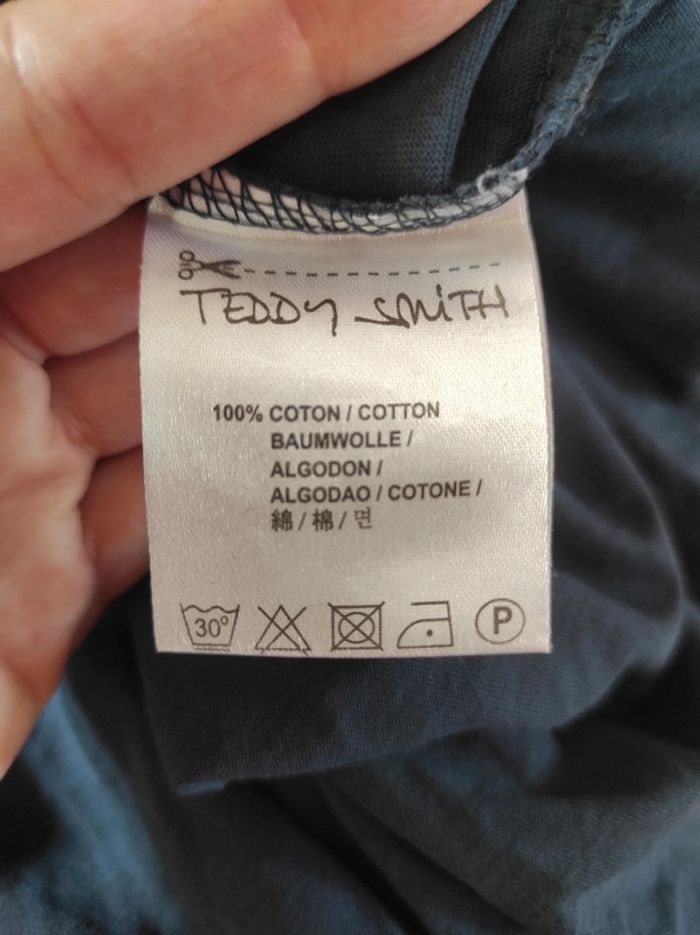 TEDDY SMITH
100% COTON / COTTON
BAUMWOLLE /
ALGODON /
ALGODAO / COTONE /
綿 / 棉 / 면
30° P